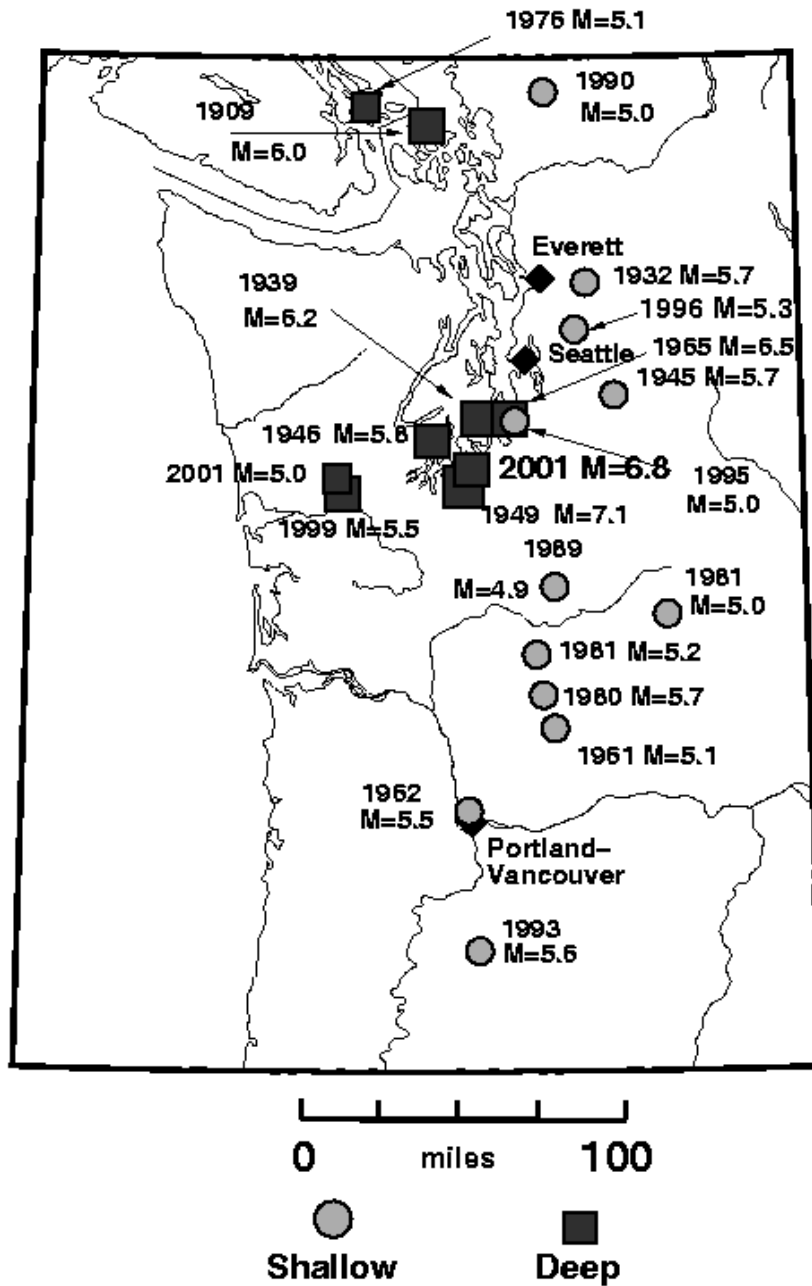 1976 M=5.1
1990
M=5.0
1909
M=6.0
Everett
1932 M=5.7
1939
M=6.2
1996 M=5.3
Seattle
1965 M=6.5
1945 M=5.7
1946 M=5.8
2001 M=5.0
2001 M=6.8
1995
M=5.0
1999 M=5.5
1949 M=7.1
1989
M=4.9
1981
M=5.0
1981 M=5.2
1980 M=5.7
1961 M=5.1
1962
M=5.5
Portland–
Vancouver
1993
M=5.6
0 miles 100
Shallow Deep